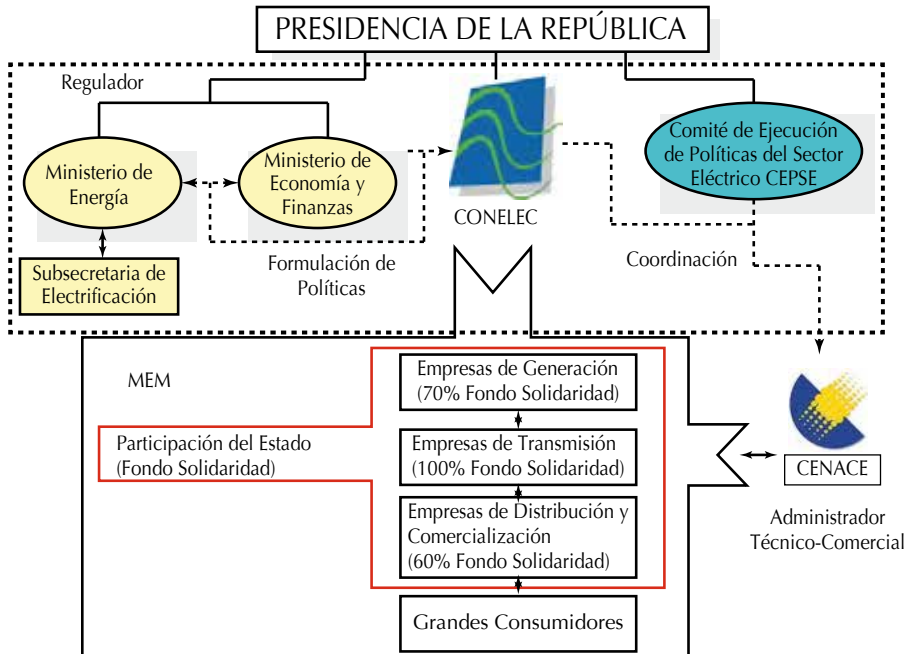 PRESIDENCIA DE LA REPÚBLICA
Regulador
Ministerio de
Energía
Ministerio de
Economía y
Finanzas
CONELEC
Comité de Ejecución
de Políticas del Sector
Eléctrico CEPSE
Subsecretaria de
Electrificación
Formulación de
Políticas
Coordinación
MEM
Participación del Estado
(Fondo Solidaridad)
Empresas de Generación
(70% Fondo Solidaridad)
Empresas de Transmisión
(100% Fondo Solidaridad)
Empresas de Distribución y
Comercialización
(60% Fondo Solidaridad)
Grandes Consumidores
CENACE
Administrador
Técnico-Comercial